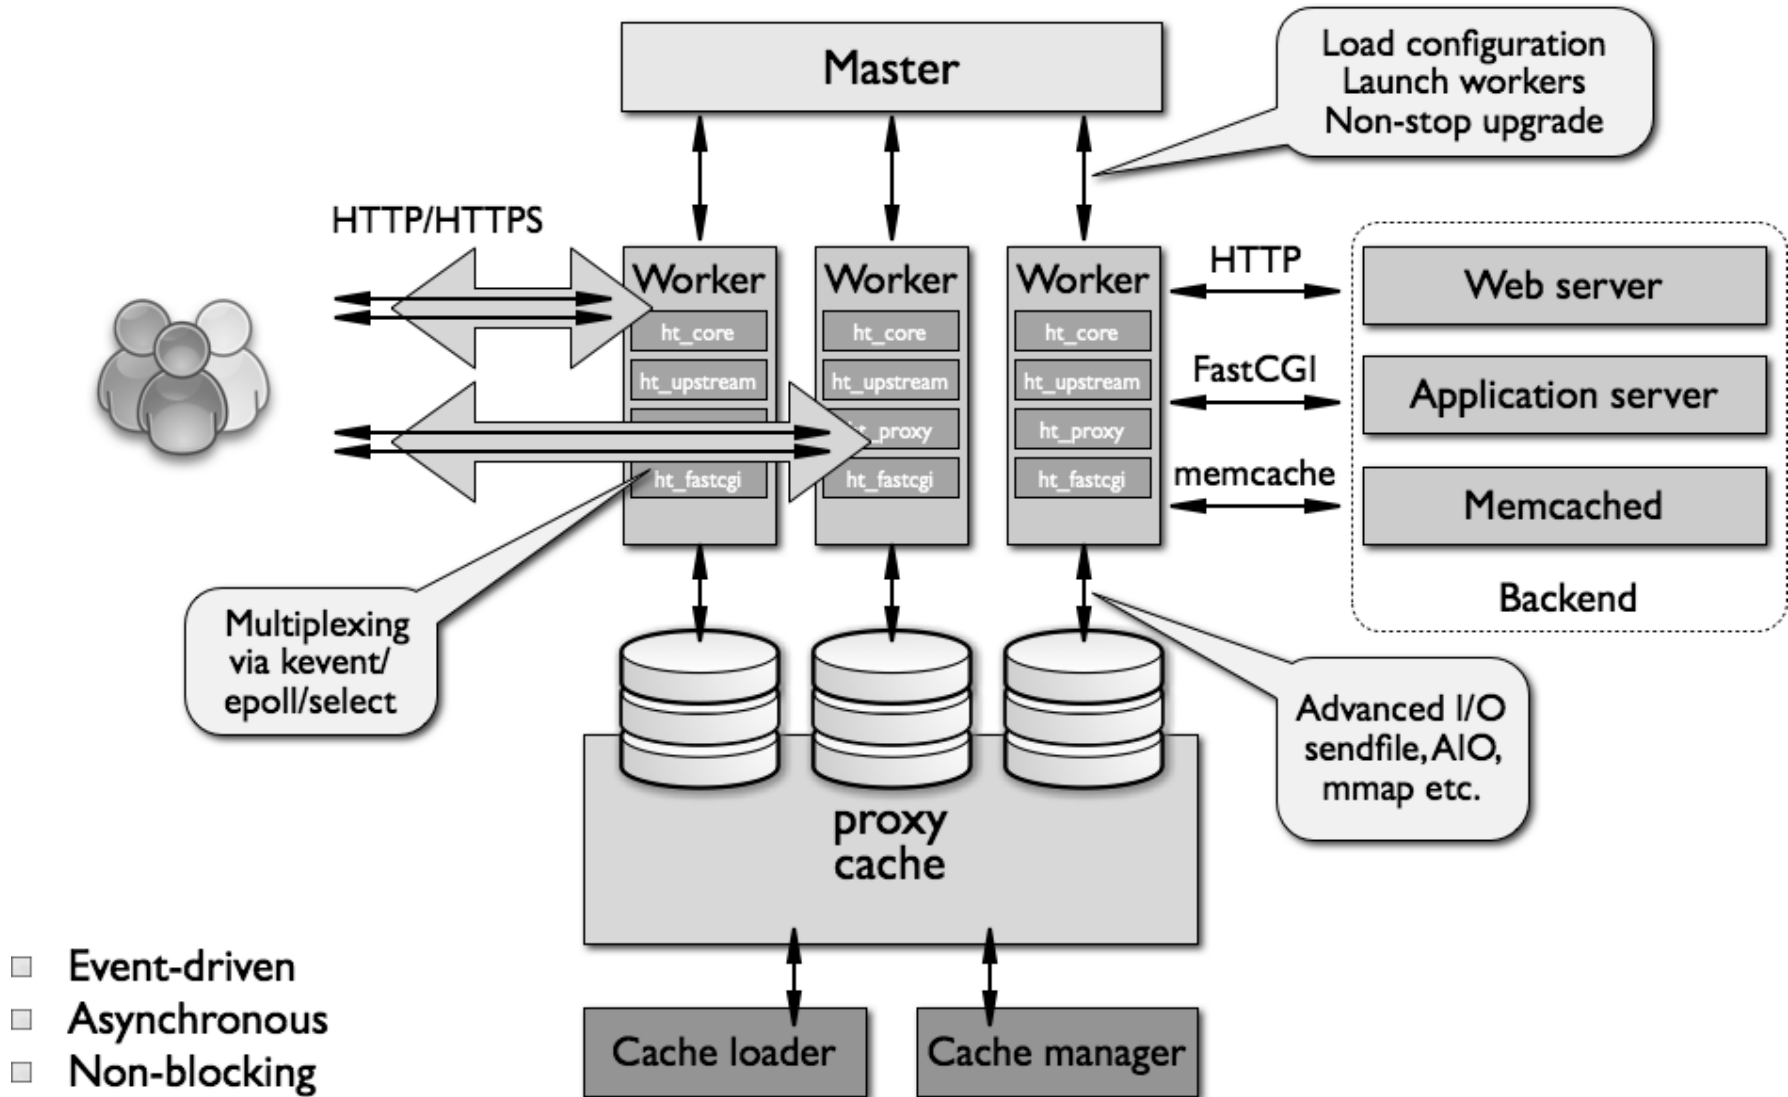 Master
Load configuration
Launch workers
Non-stop upgrade
HTTP/HTTPS
Worker
ht_core
ht_upstream
ht_fastcgi
Worker
ht_core
ht_upstream
ht_proxy
ht_fastcgi
Worker
ht_core
ht_upstream
ht_proxy
ht_fastcgi
HTTP
FastCGI
memcache
Web server
Application server
Memcached
Backend
Multiplexing
via kevent/
epoll/select
Advanced I/O
sendfile, AIO,
mmap etc.
proxy
cache
Cache loader
Cache manager
Event-driven
Asynchronous
Non-blocking